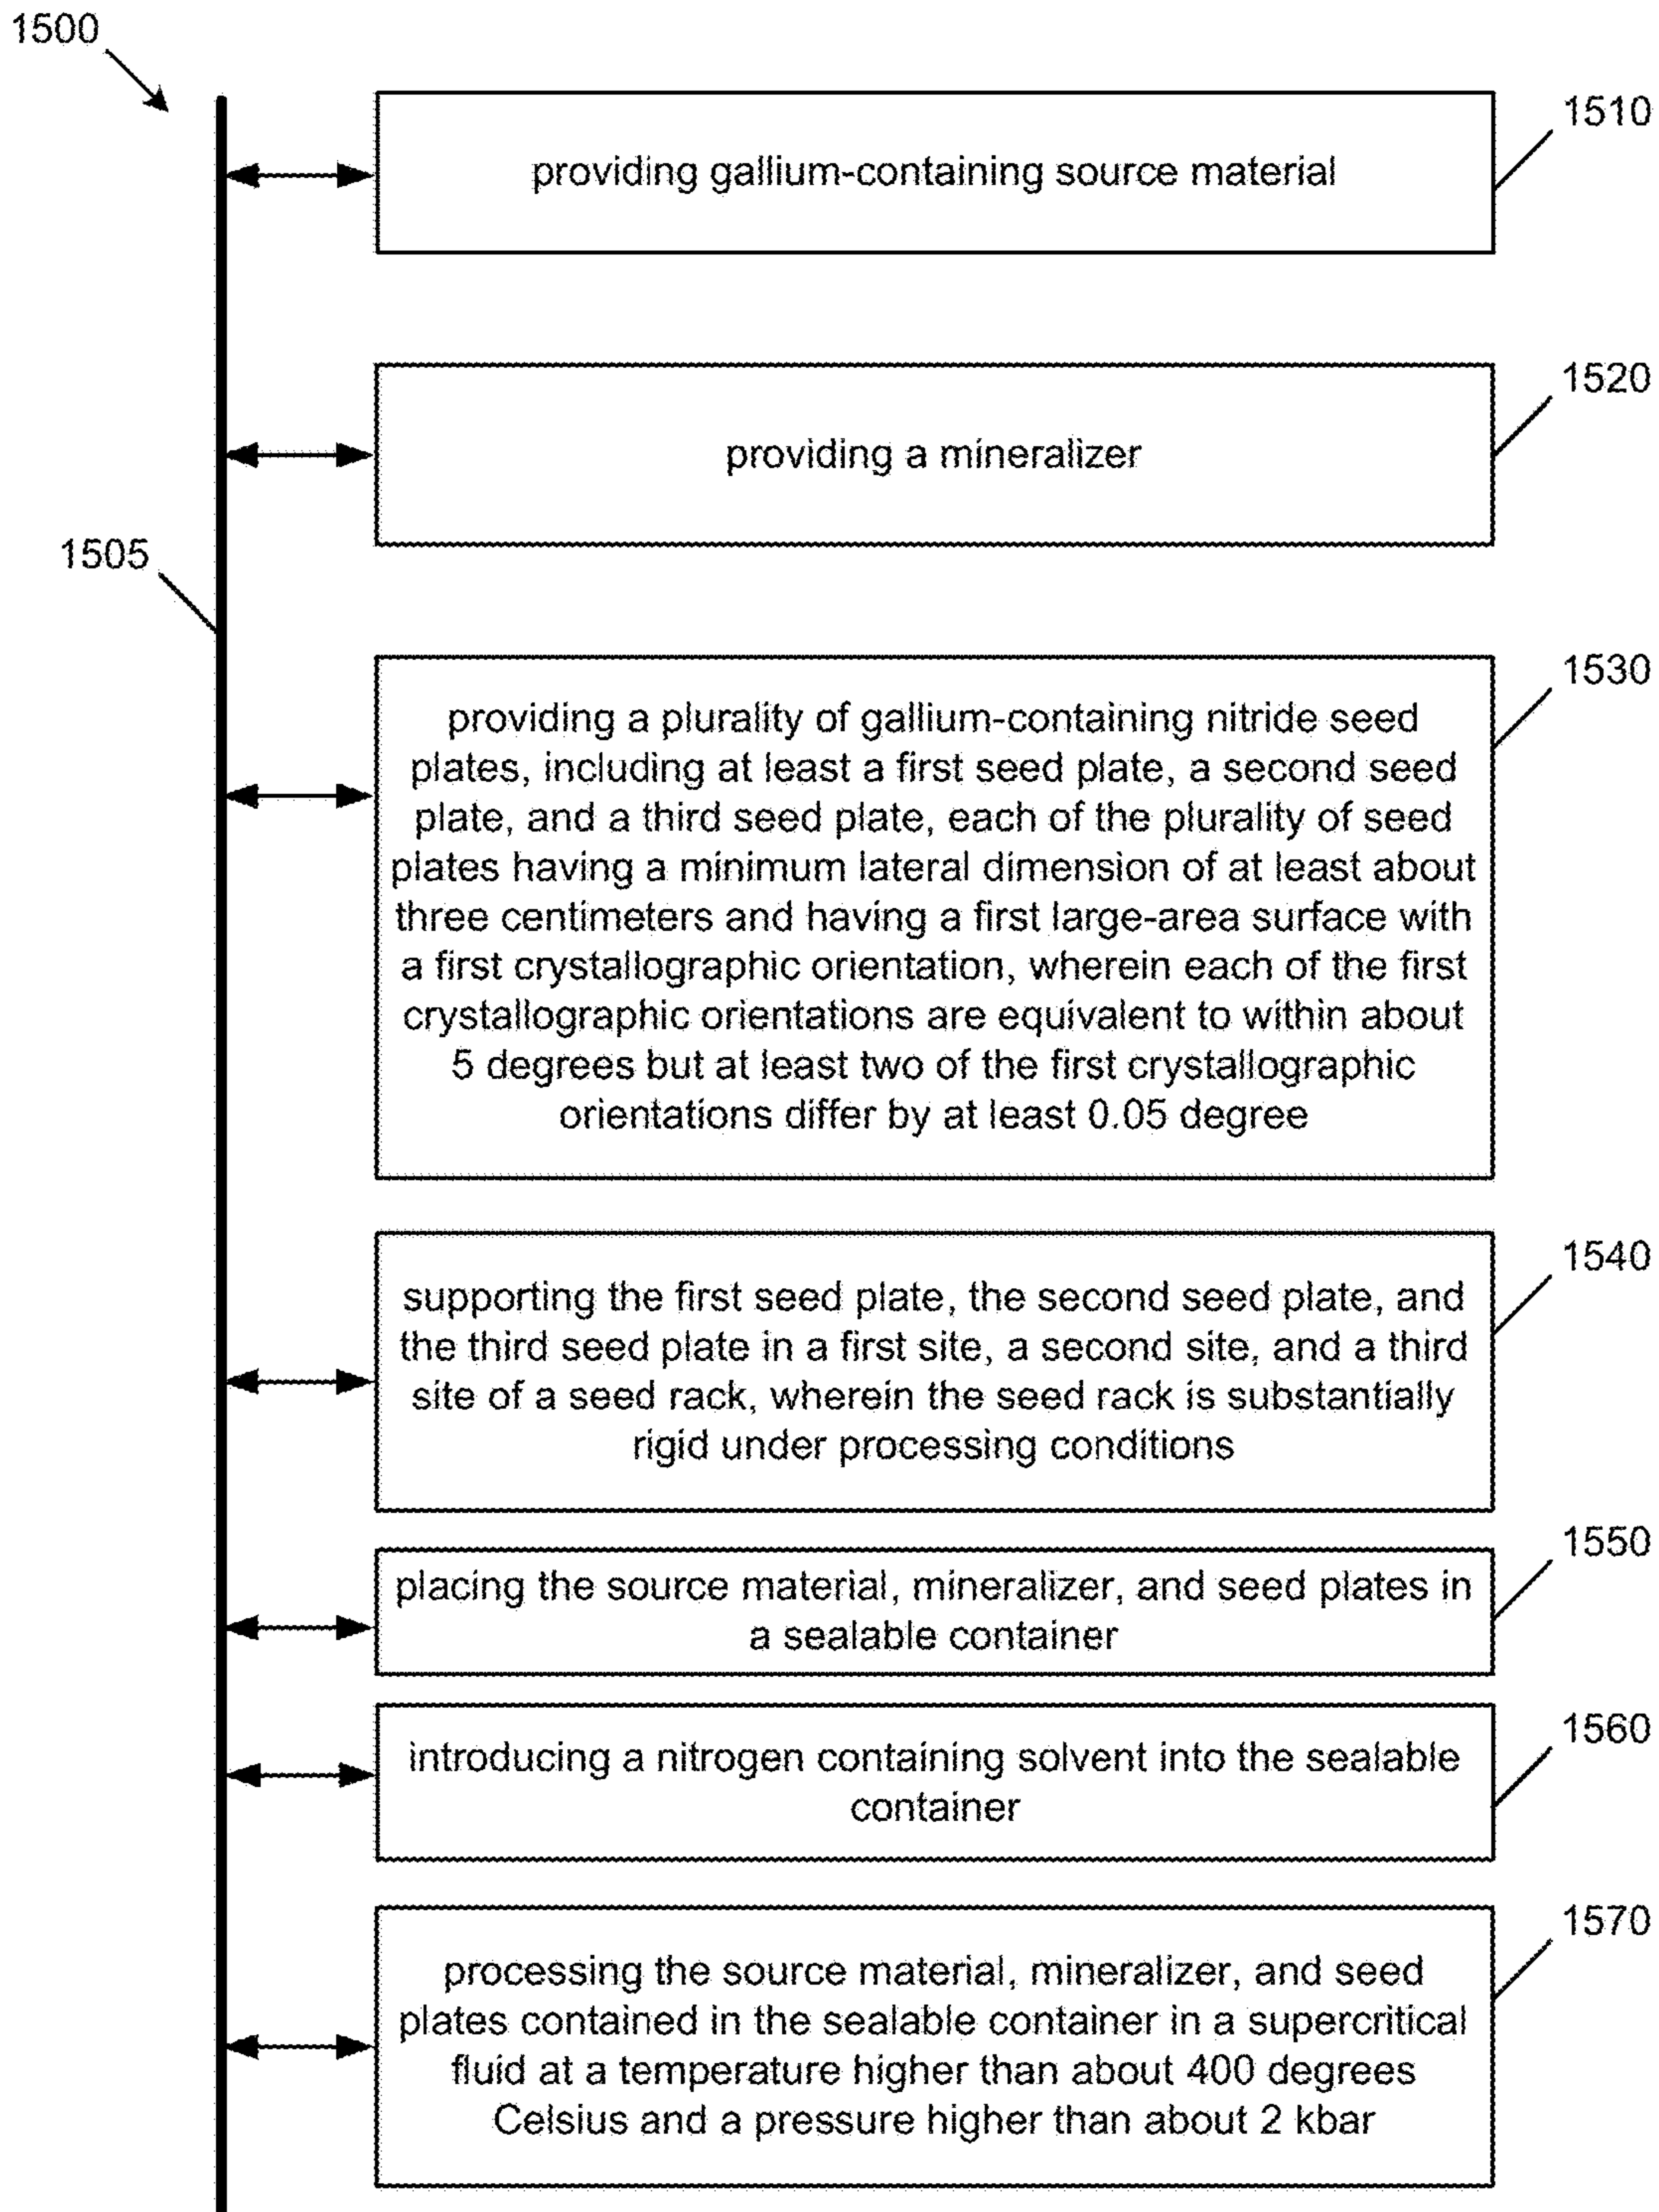 1500
1510
providing gallium-containing source material
1520
providing a mineralizer
1505
1530
providing a plurality of gallium-containing nitride seed
plates, including at least a first seed plate, a second seed
plate, and a third seed plate, each of the plurality of seed
plates having a minimum lateral dimension of at least about
three centimeters and having a first large-area surface with
a first crystallographic orientation, wherein each of the first
crystallographic orientations are equivalent to within about
5 degrees but at least two of the first crystallographic
orientations differ by at least 0.05 degree
1540
supporting the first seed plate, the second seed plate, and
the third seed plate in a first site, a second site, and a third
site of a seed rack, wherein the seed rack is substantially
rigid under processing conditions
1550
placing the source material, mineralizer, and seed plates in
a sealable container
1560
introducing a nitrogen containing solvent into the sealable
container
1570
processing the source material, mineralizer, and seed
plates contained in the sealable container in a supercritical
fluid at a temperature higher than about 400 degrees
Celsius and a pressure higher than about 2 kbar